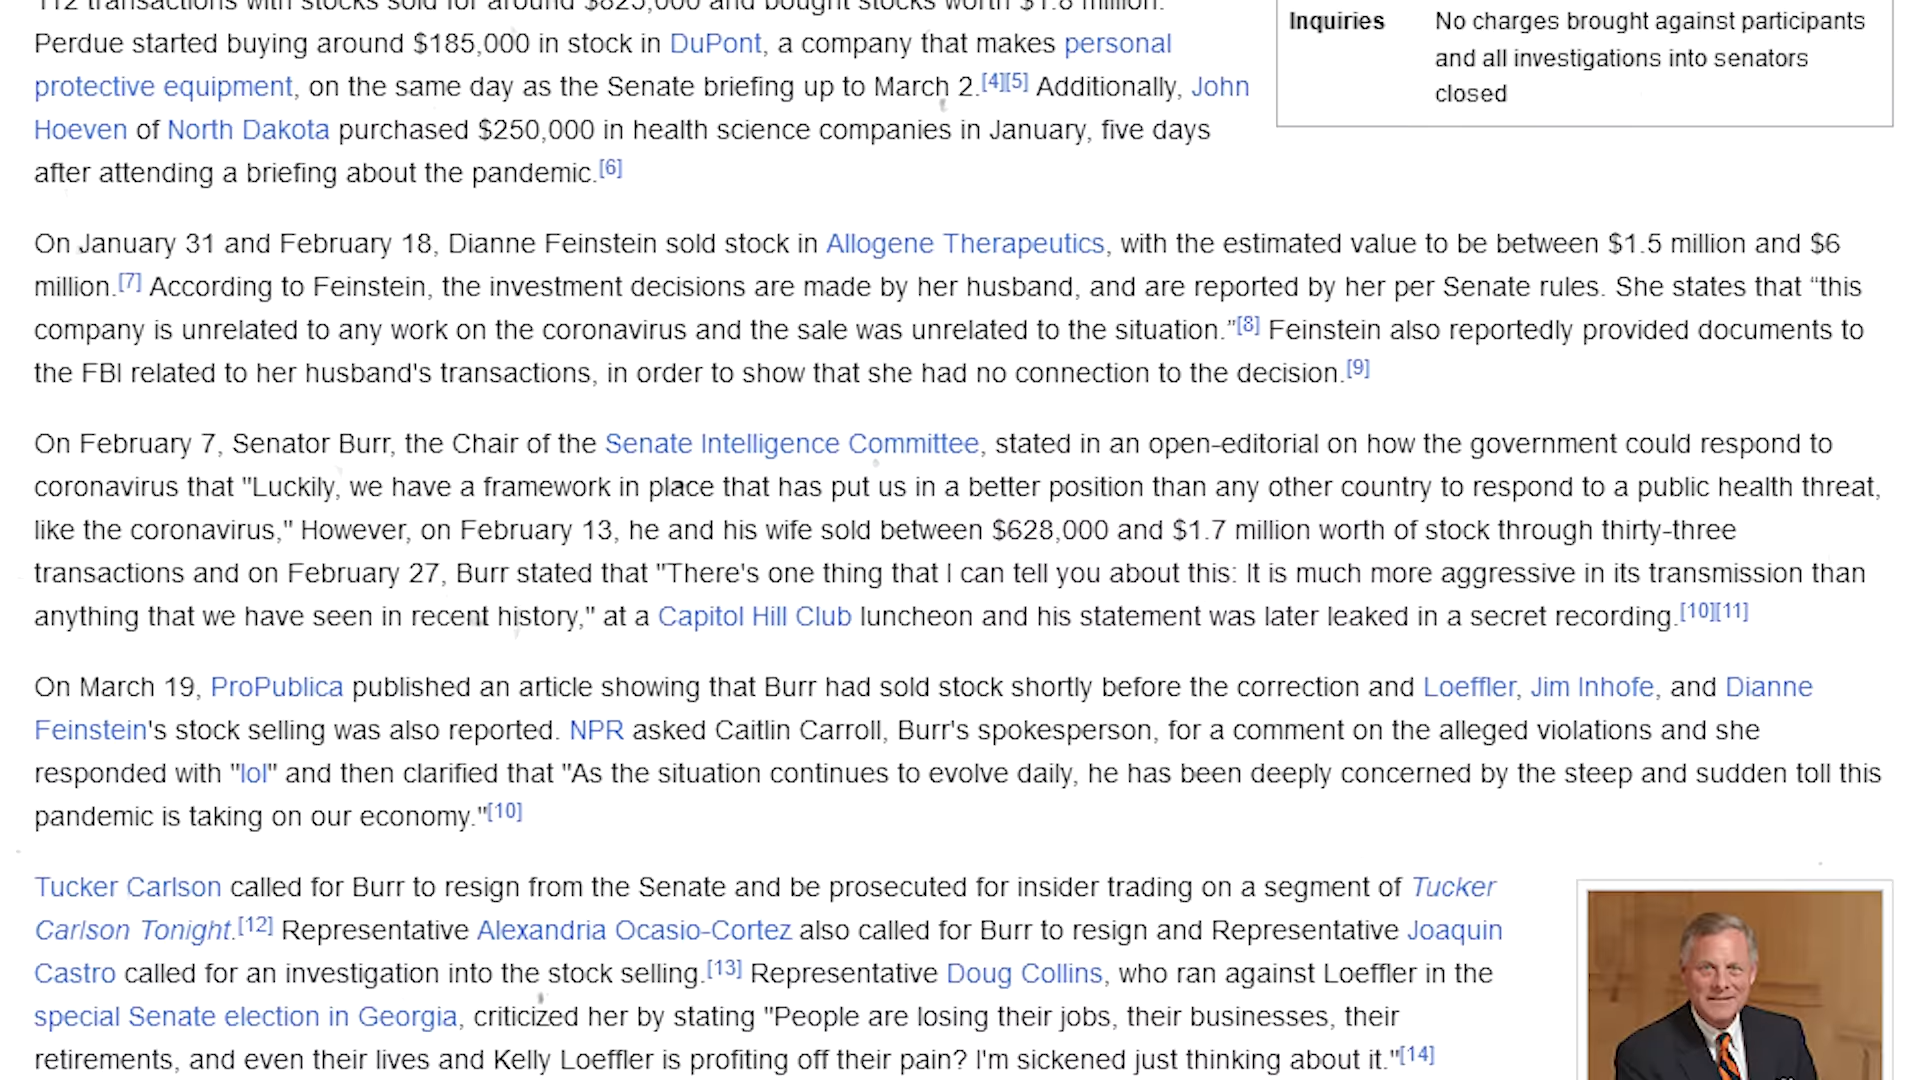 112 transactions with stocks sold for around $825,000 and bought stocks worth $1.8 million.
Perdue started buying around $185,000 in stock in DuPont, a company that makes personal
protective equipment, on the same day as the Senate briefing up to March 2.[4][5] Additionally, John
Hoeven of North Dakota purchased $250,000 in health science companies in January, five days
after attending a briefing about the pandemic.[6]
Inquiries No charges brought against participants
and all investigations into senators
closed
On January 31 and February 18, Dianne Feinstein sold stock in Allogene Therapeutics, with the estimated value to be between $1.5 million and $6
million.[7] According to Feinstein, the investment decisions are made by her husband, and are reported by her per Senate rules. She states that “this
company is unrelated to any work on the coronavirus and the sale was unrelated to the situation.”[8] Feinstein also reportedly provided documents to
the FBI related to her husband's transactions, in order to show that she had no connection to the decision.[9]
On February 7, Senator Burr, the Chair of the Senate Intelligence Committee, stated in an open-editorial on how the government could respond to
coronavirus that "Luckily, we have a framework in place that has put us in a better position than any other country to respond to a public health threat,
like the coronavirus," However, on February 13, he and his wife sold between $628,000 and $1.7 million worth of stock through thirty-three
transactions and on February 27, Burr stated that "There's one thing that I can tell you about this: It is much more aggressive in its transmission than
anything that we have seen in recent history," at a Capitol Hill Club luncheon and his statement was later leaked in a secret recording.[10][11]
On March 19, ProPublica published an article showing that Burr had sold stock shortly before the correction and Loeffler, Jim Inhofe, and Dianne
Feinstein's stock selling was also reported. NPR asked Caitlin Carroll, Burr's spokesperson, for a comment on the alleged violations and she
responded with "lol" and then clarified that "As the situation continues to evolve daily, he has been deeply concerned by the steep and sudden toll this
pandemic is taking on our economy."[10]
Tucker Carlson called for Burr to resign from the Senate and be prosecuted for insider trading on a segment of Tucker
Carlson Tonight.[12] Representative Alexandria Ocasio-Cortez also called for Burr to resign and Representative Joaquin
Castro called for an investigation into the stock selling.[13] Representative Doug Collins, who ran against Loeffler in the
special Senate election in Georgia, criticized her by stating "People are losing their jobs, their businesses, their
retirements, and even their lives and Kelly Loeffler is profiting off their pain? I'm sickened just thinking about it."[14]